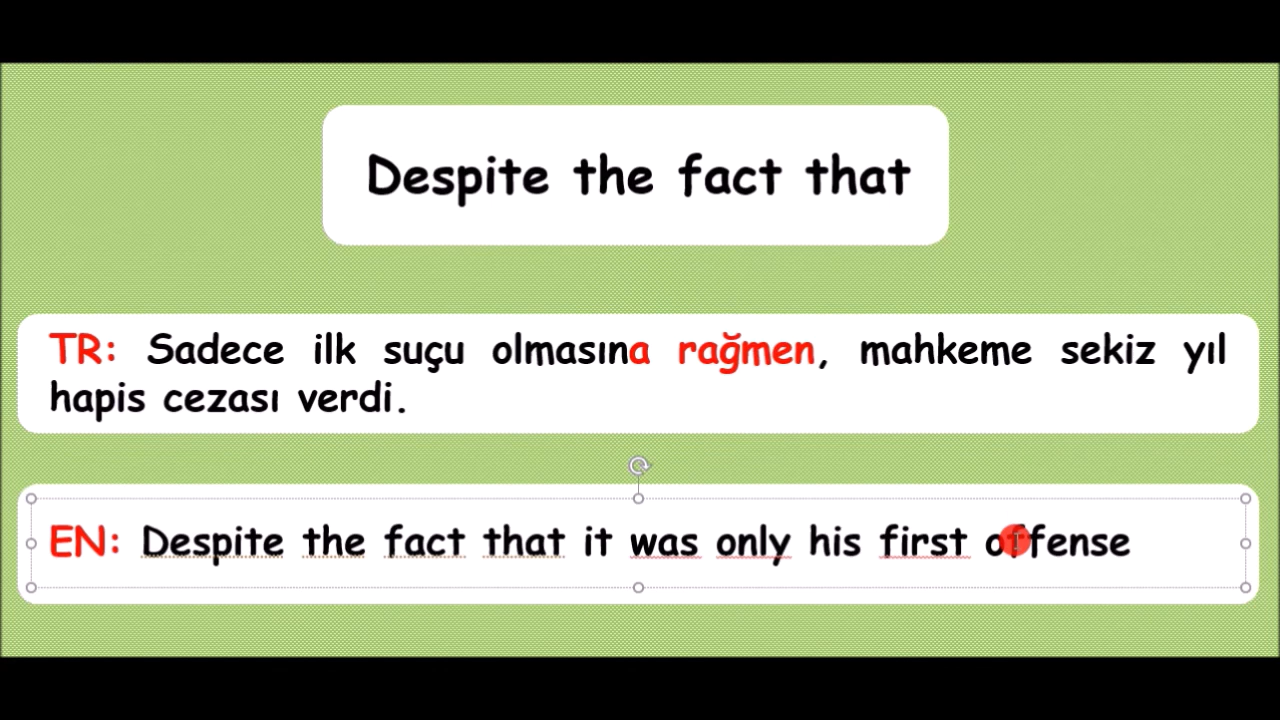 Despite the fact that
TR: Sadece ilk suçu olmasına rağmen, mahkeme sekiz yıl
hapis cezası verdi.
EN: Despite the fact that it was only his first offense